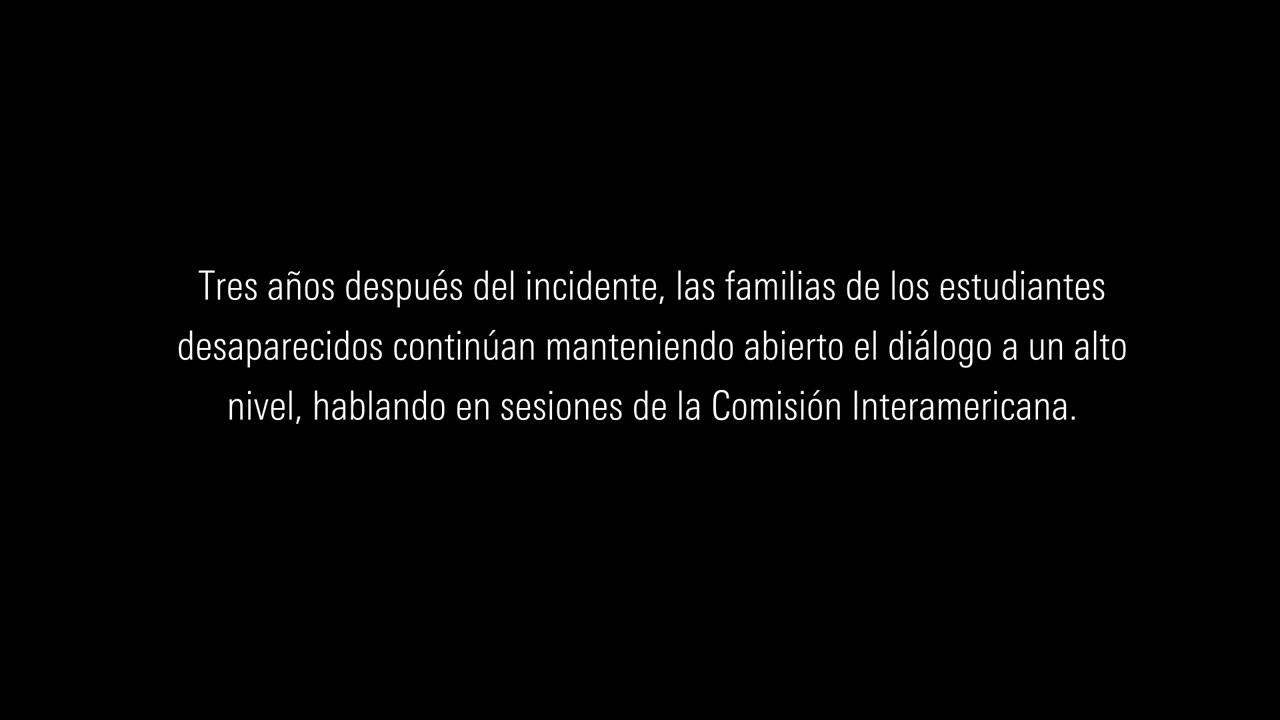 Tres años después del incidente, las familias de los estudiantes
desaparecidos continúan manteniendo abierto el diálogo a un alto
nivel, hablando en sesiones de la Comisión Interamericana.